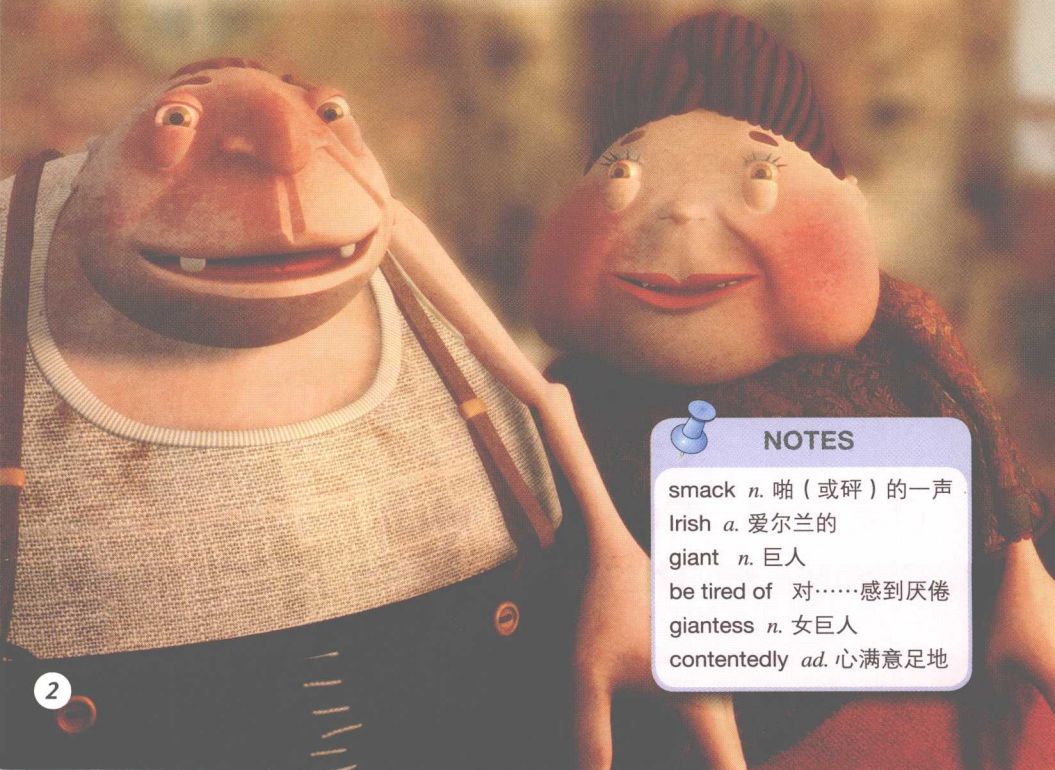 NOTES
smack n. 啪（或砰）的一声
Irish a. 爱尔兰的
giant n. 巨人
be tired of 对……感到厌倦
giantess n. 女巨人
contentedly ad. 心满意足地
2